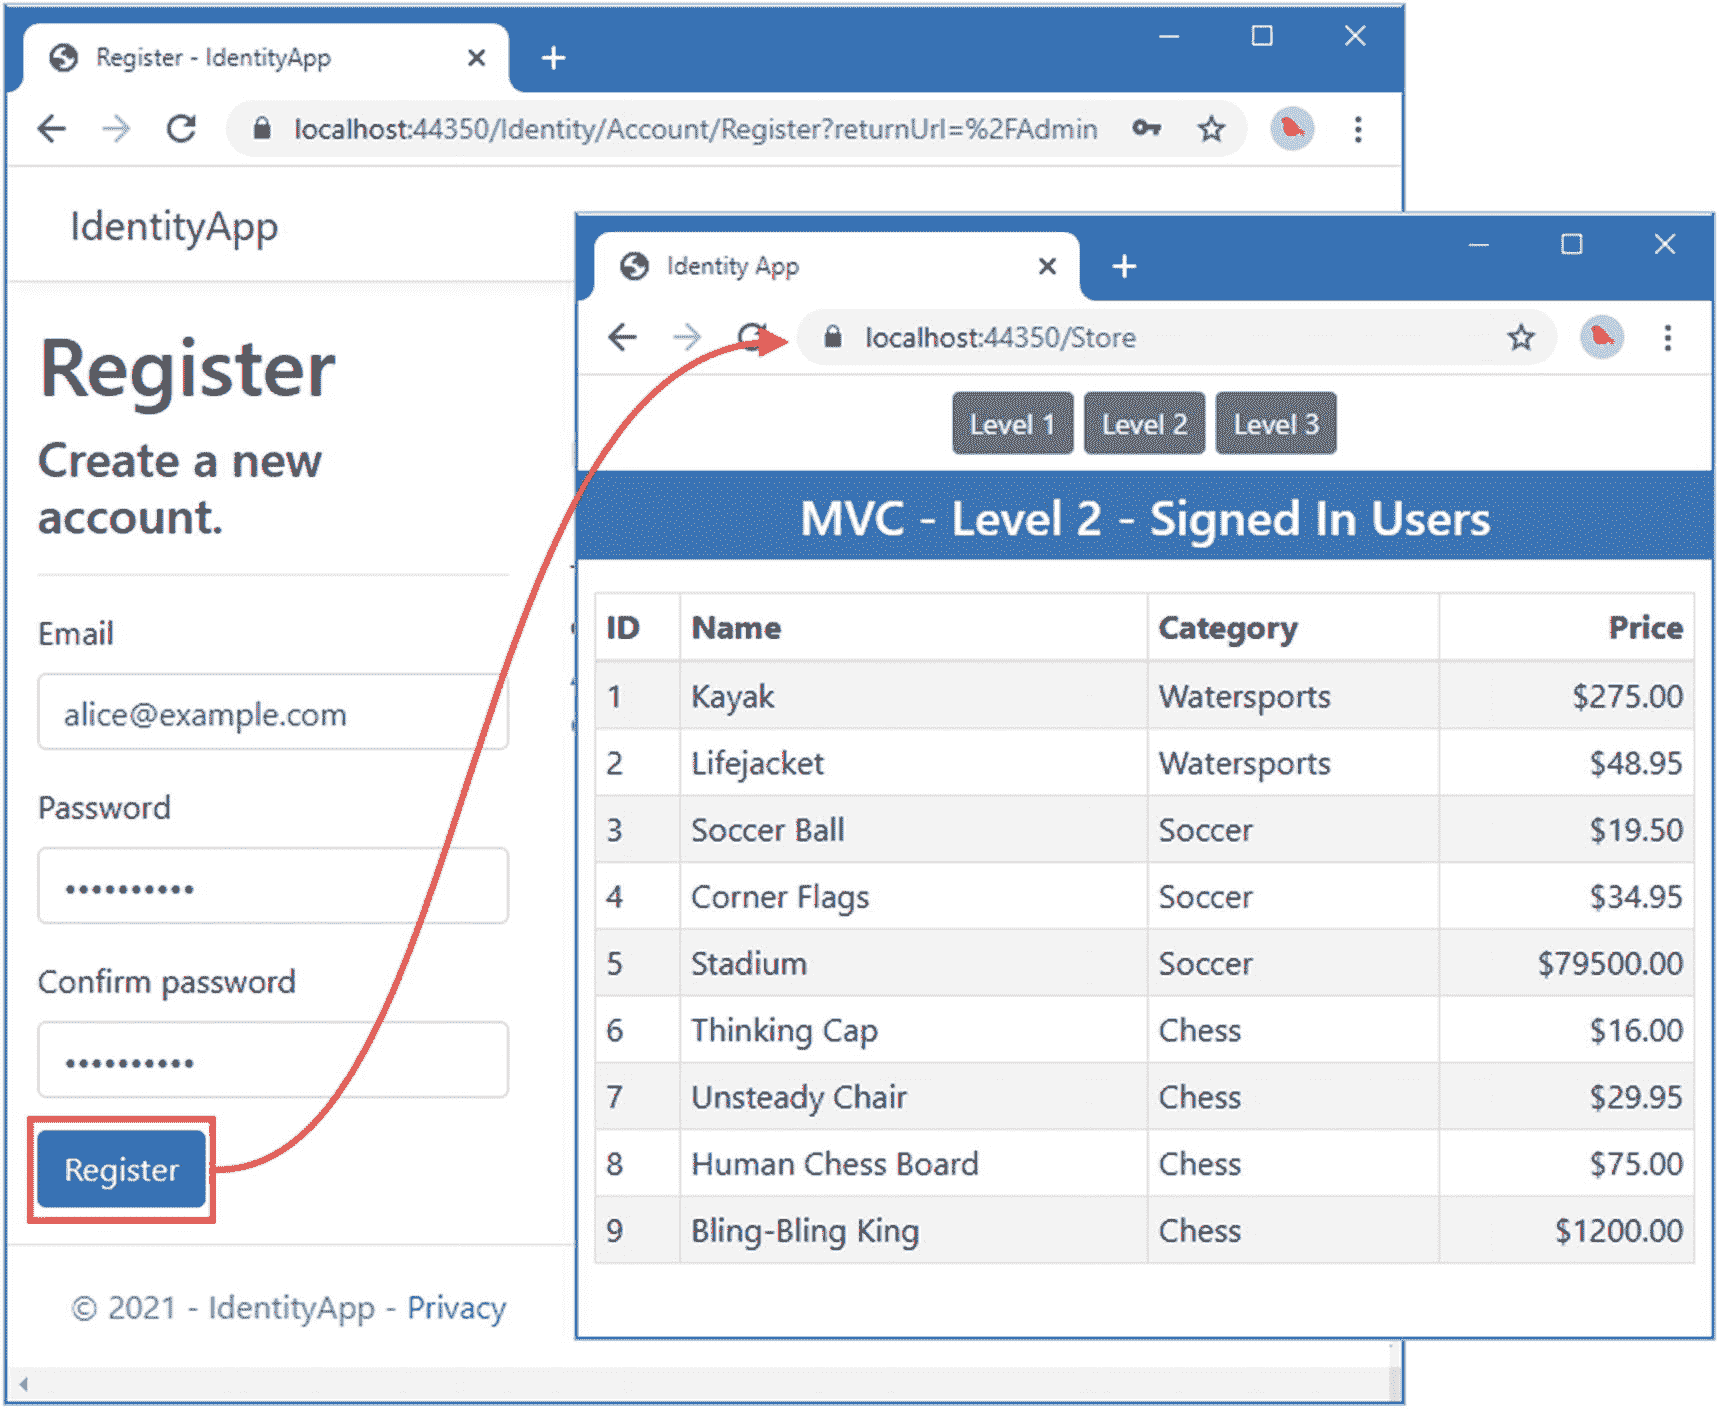 Register - IdentityApp
localhost:44350/Identity/Account/Register?returnUrl=%2FAdmin
IdentityApp
Register
Create a new
account.
Email
alice@example.com
Password
••••••••••
Confirm password
••••••••••
Register
© 2021 - IdentityApp - Privacy
Identity App
localhost:44350/Store
Level 1 Level 2 Level 3
MVC - Level 2 - Signed In Users
ID Name Category Price
1 Kayak Watersports $275.00
2 Lifejacket Watersports $48.95
3 Soccer Ball Soccer $19.50
4 Corner Flags Soccer $34.95
5 Stadium Soccer $79500.00
6 Thinking Cap Chess $16.00
7 Unsteady Chair Chess $29.95
8 Human Chess Board Chess $75.00
9 Bling-Bling King Chess $1200.00